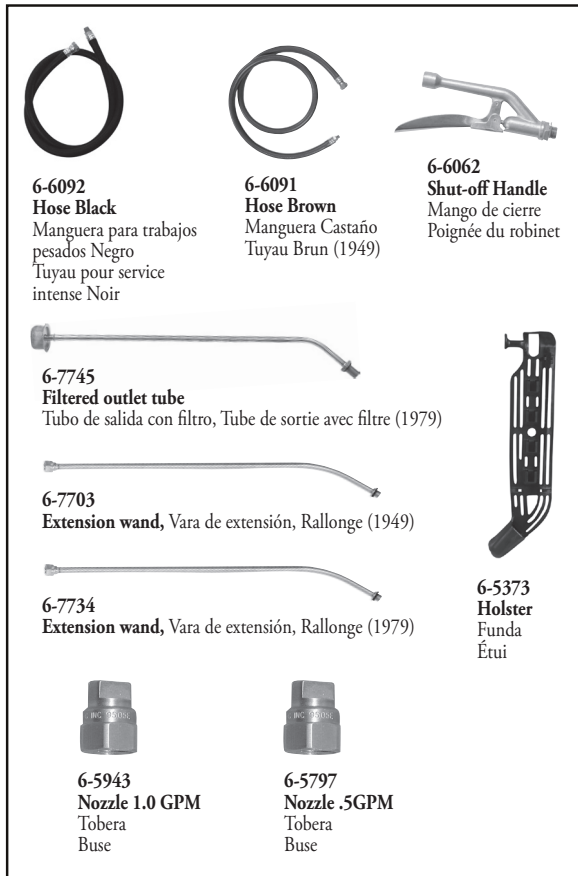 6-6092
Hose Black
Manguera para trabajos
pesados Negro
Tuyau pour service
intense Noir
6-6091
Hose Brown
Manguera Castaño
Tuyau Brun (1949)
6-6062
Shut-off Handle
Mango de cierre
Poignée du robinet
6-7745
Filtered outlet tube
Tubo de salida con filtro, Tube de sortie avec filtre (1979)
6-7703
Extension wand, Vara de extensión, Rallonge (1949)
6-7734
Extension wand, Vara de extensión, Rallonge (1979)
6-5373
Holster
Funda
Étui
INC
6-5943
Nozzle 1.0 GPM
Tobera
Buse
INC
6-5797
Nozzle .5GPM
Tobera
Buse